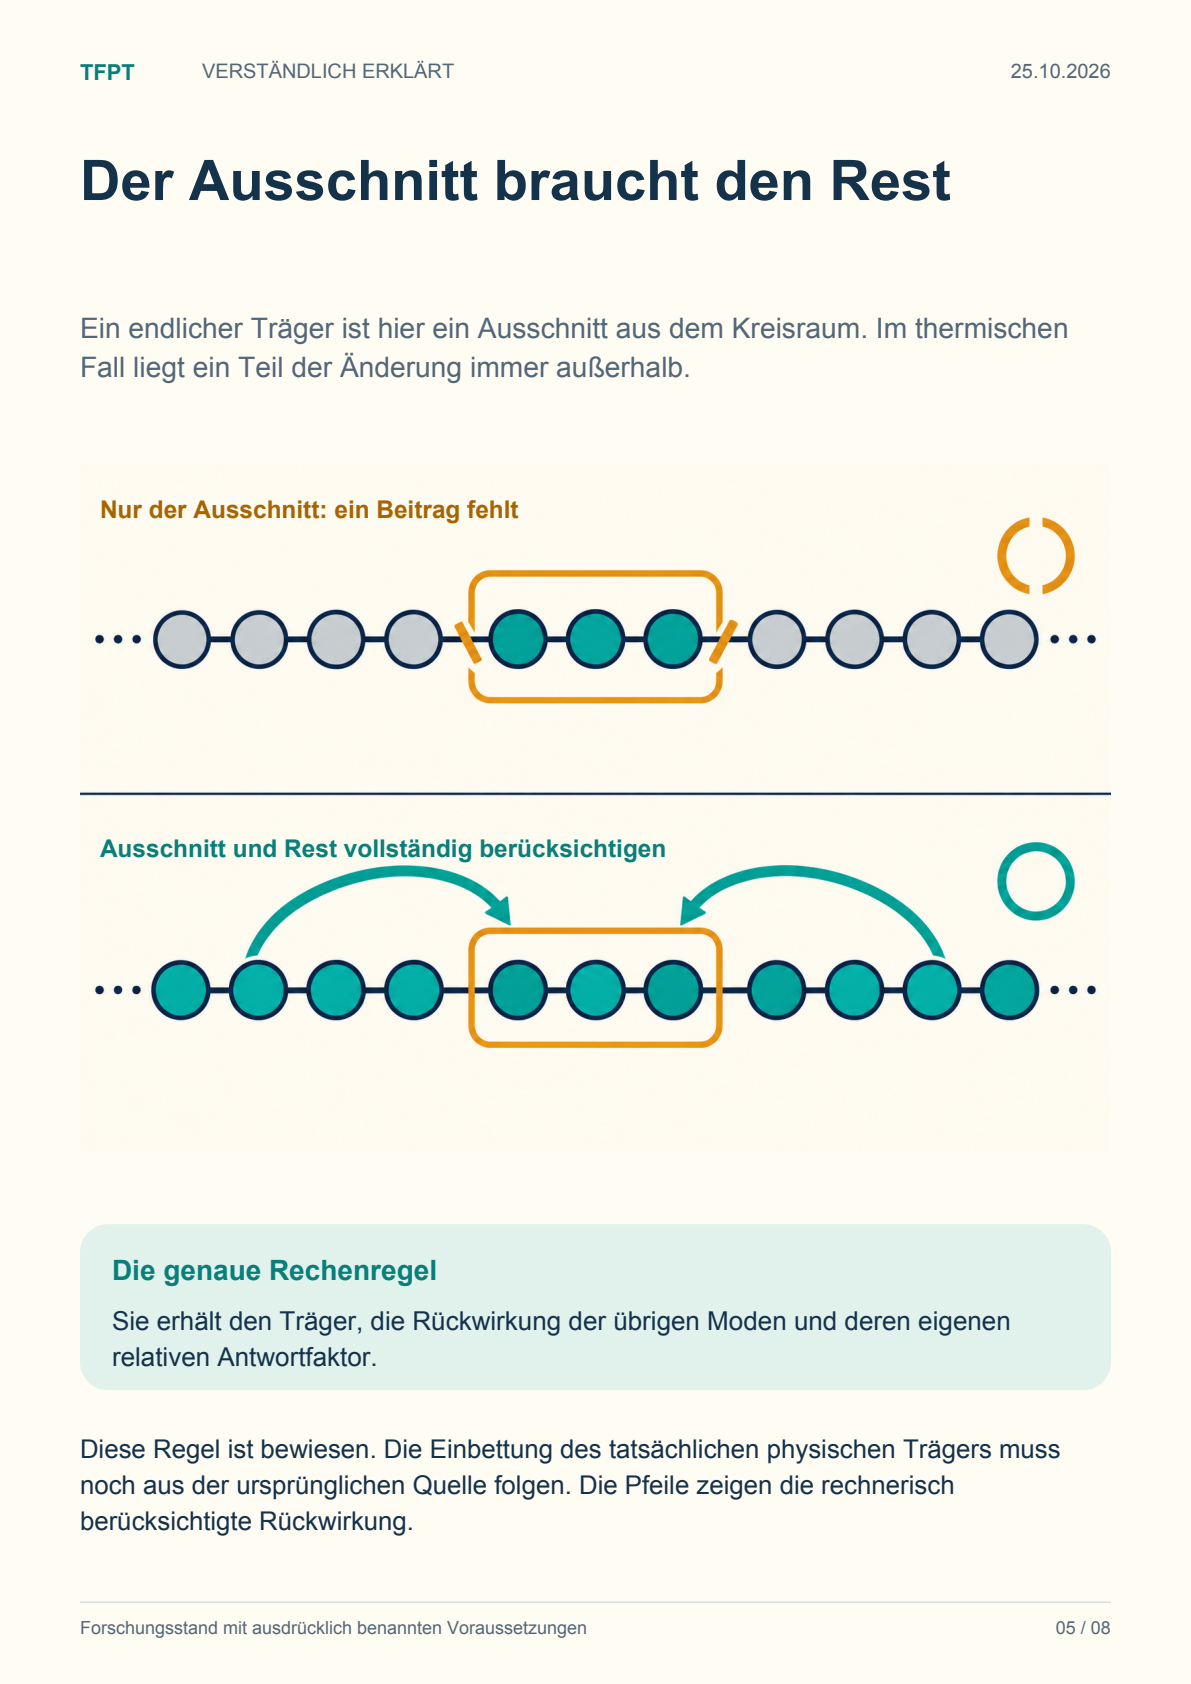 TFPT VERSTÄNDLICH ERKLÄRT 25.10.2026
Der Ausschnitt braucht den Rest
Ein endlicher Träger ist hier ein Ausschnitt aus dem Kreisraum. Im thermischen
Fall liegt ein Teil der Änderung immer außerhalb.
Nur der Ausschnitt: ein Beitrag fehlt
Ausschnitt und Rest vollständig berücksichtigen
Die genaue Rechenregel
Sie erhält den Träger, die Rückwirkung der übrigen Moden und deren eigenen
relativen Antwortfaktor.
Diese Regel ist bewiesen. Die Einbettung des tatsächlichen physischen Trägers muss
noch aus der ursprünglichen Quelle folgen. Die Pfeile zeigen die rechnerisch
berücksichtigte Rückwirkung.
Forschungsstand mit ausdrücklich benannten Voraussetzungen 05 / 08